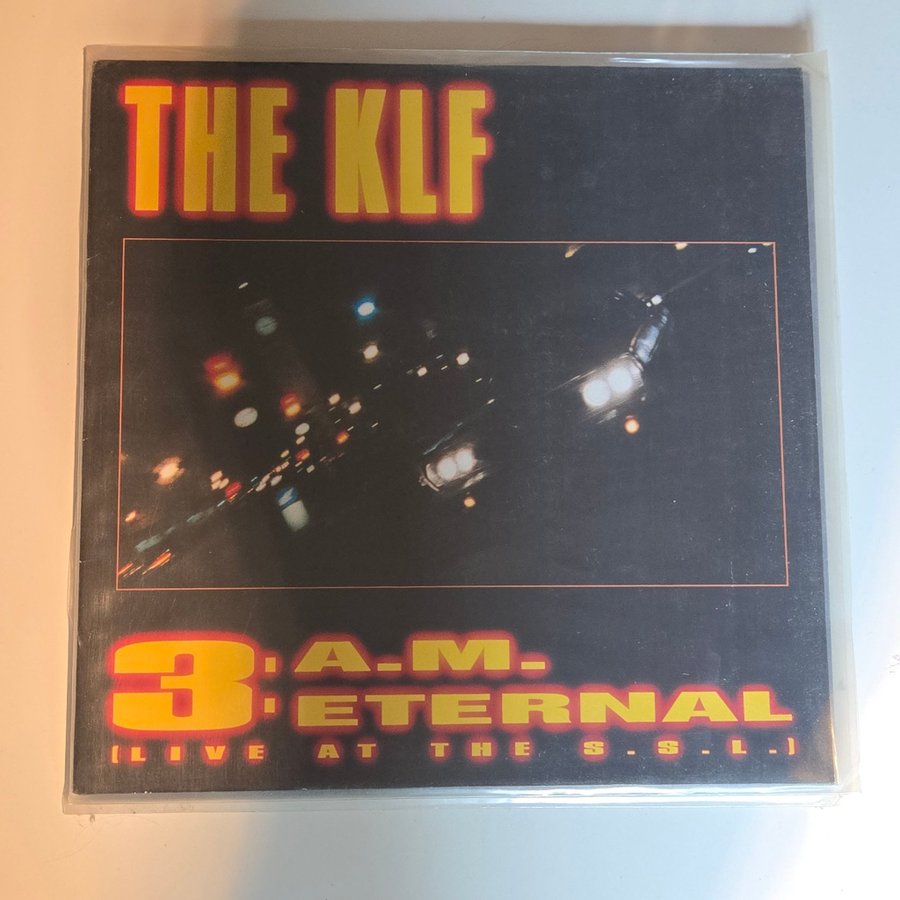 THE KLF
3: A.M.
ETERNAL
(LIVE AT THE S.S.L.)